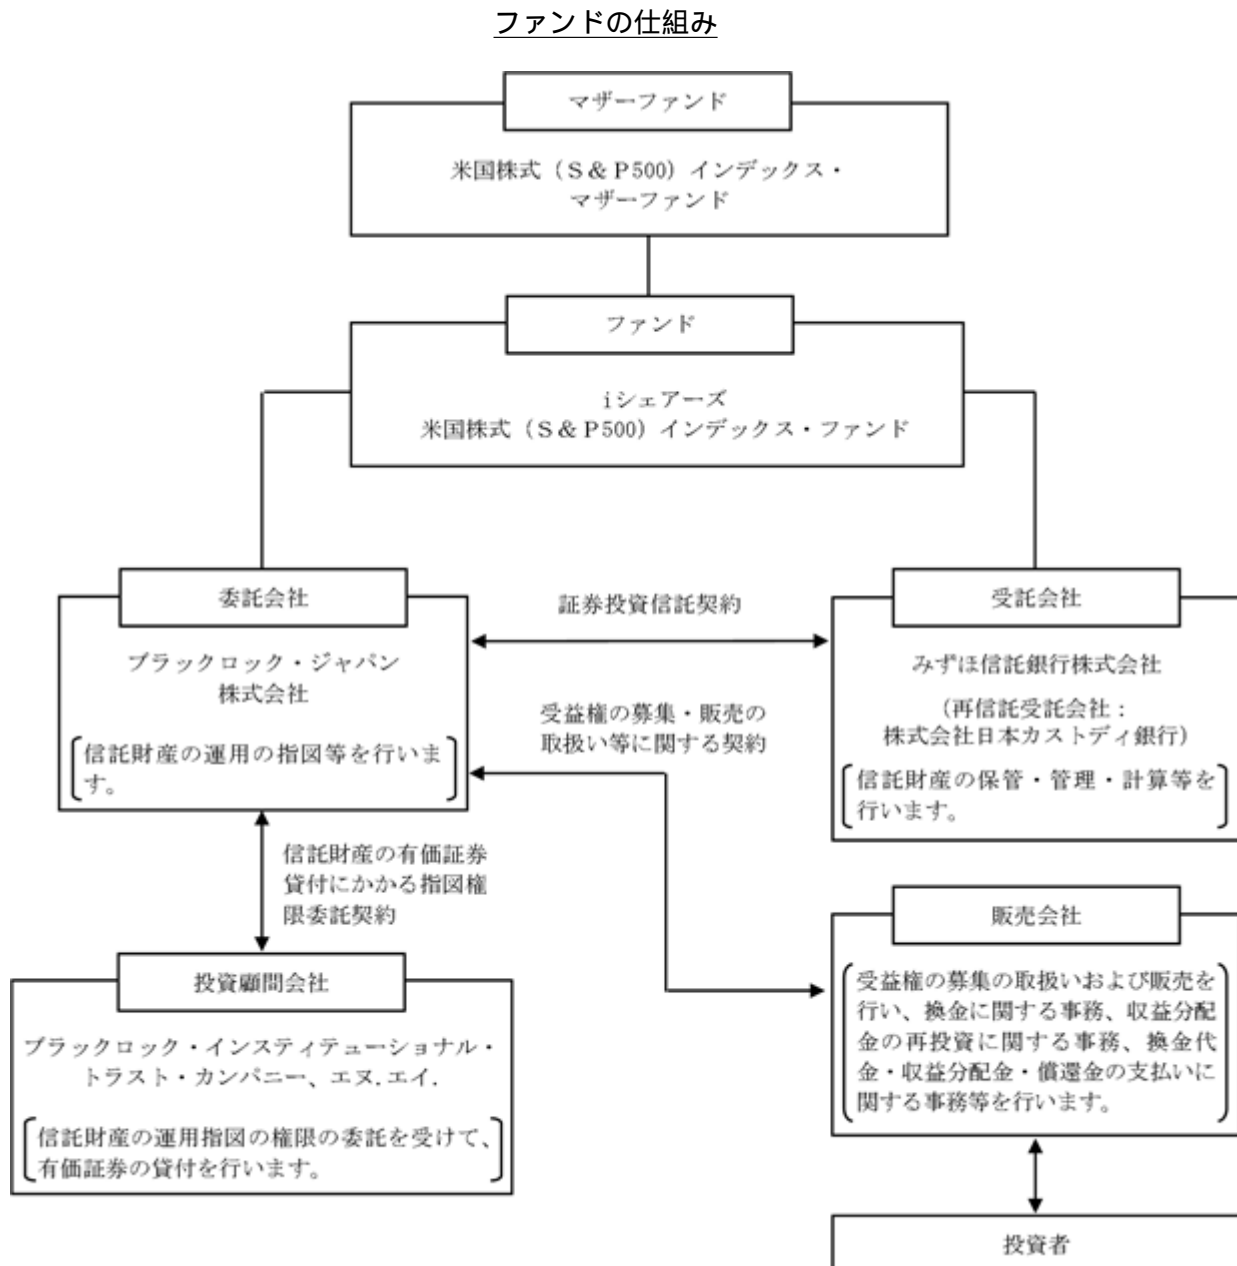 ファンドの仕組み
マザーファンド
米国株式（S&P500）インデックス・
マザーファンド
ファンド
iシェアーズ
米国株式（S&P500）インデックス・ファンド
委託会社
ブラックロック・ジャパン
株式会社
信託財産の運用の指図等を行いま
す。
証券投資信託契約
受益権の募集・販売の
取扱い等に関する契約
受託会社
みずほ信託銀行株式会社
（再信託受託会社：
株式会社日本カストディ銀行）
信託財産の保管・管理・計算等を
行います。
信託財産の有価証券
貸付にかかる指図権
限委託契約
投資顧問会社
ブラックロック・インスティテューショナル・
トラスト・カンパニー、エヌ.エイ.
信託財産の運用指図の権限の委託を受けて、
有価証券の貸付を行います。
販売会社
受益権の募集の取扱いおよび販売を
行い、換金に関する事務、収益分配
金の再投資に関する事務、換金代
金・収益分配金・償還金の支払いに
関する事務等を行います。
投資者